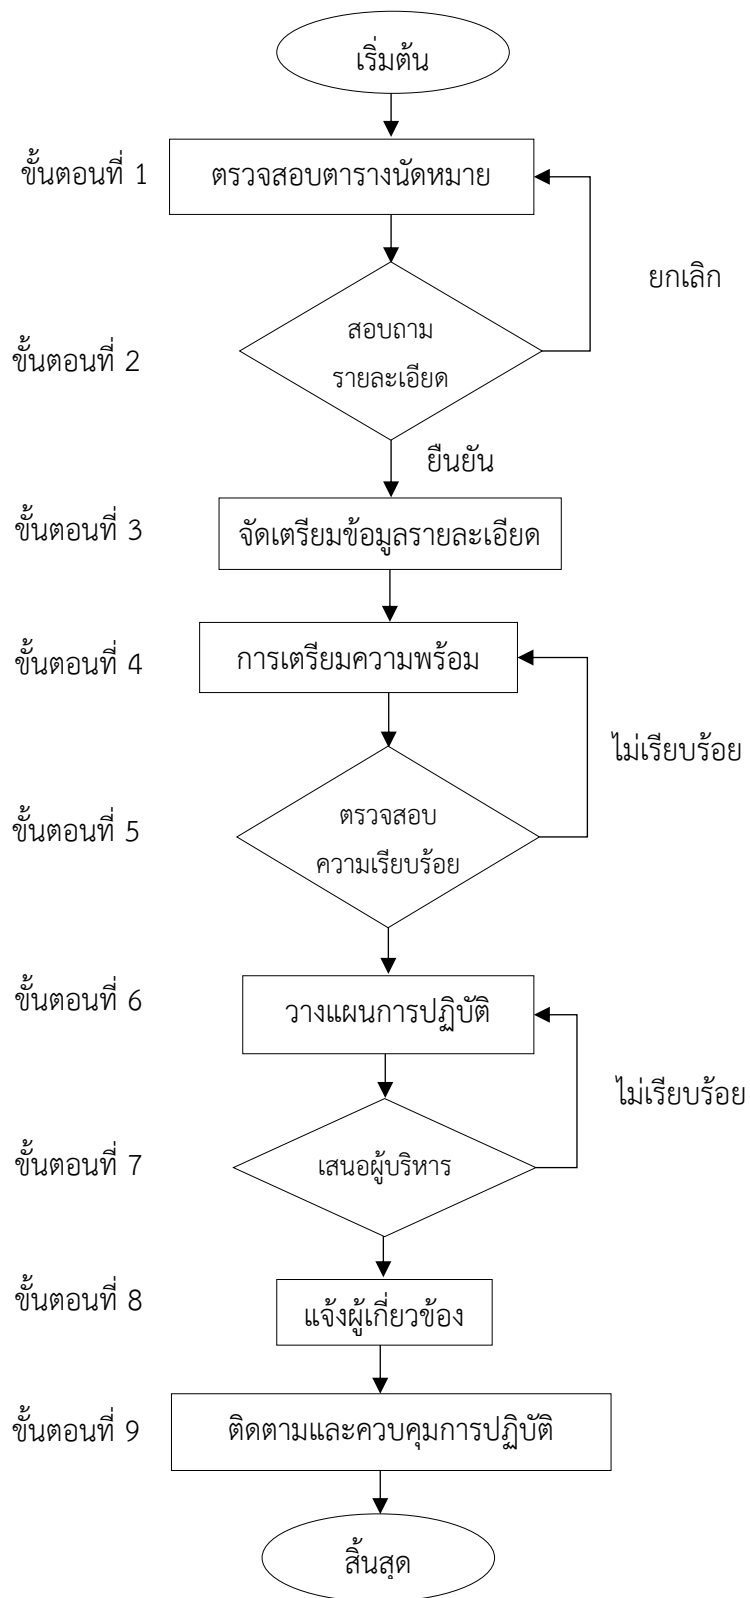 เริ่มต้น
ขั้นตอนที่ 1
ตรวจสอบตารางนัดหมาย
ยกเลิก
ขั้นตอนที่ 2
สอบถาม
รายละเอียด
ยืนยัน
ขั้นตอนที่ 3
จัดเตรียมข้อมูลรายละเอียด
ขั้นตอนที่ 4
การเตรียมความพร้อม
ไม่เรียบร้อย
ขั้นตอนที่ 5
ตรวจสอบ
ความเรียบร้อย
ขั้นตอนที่ 6
วางแผนการปฏิบัติ
ไม่เรียบร้อย
ขั้นตอนที่ 7
เสนอผู้บริหาร
ขั้นตอนที่ 8
แจ้งผู้เกี่ยวข้อง
ขั้นตอนที่ 9
ติดตามและควบคุมการปฏิบัติ
สิ้นสุด